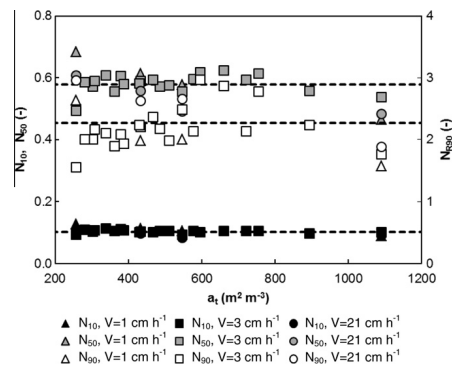 0.8
4
0.6
3
0.4
2
0.2
1
0.0
0
N10, N50 (-)
NR90 (-)
200 400 600 800 1000 1200
at (m² m⁻³)
N10, V=1 cm h⁻¹ N10, V=3 cm h⁻¹ N10, V=21 cm h⁻¹
N50, V=1 cm h⁻¹ N50, V=3 cm h⁻¹ N50, V=21 cm h⁻¹
N90, V=1 cm h⁻¹ N90, V=3 cm h⁻¹ N90, V=21 cm h⁻¹